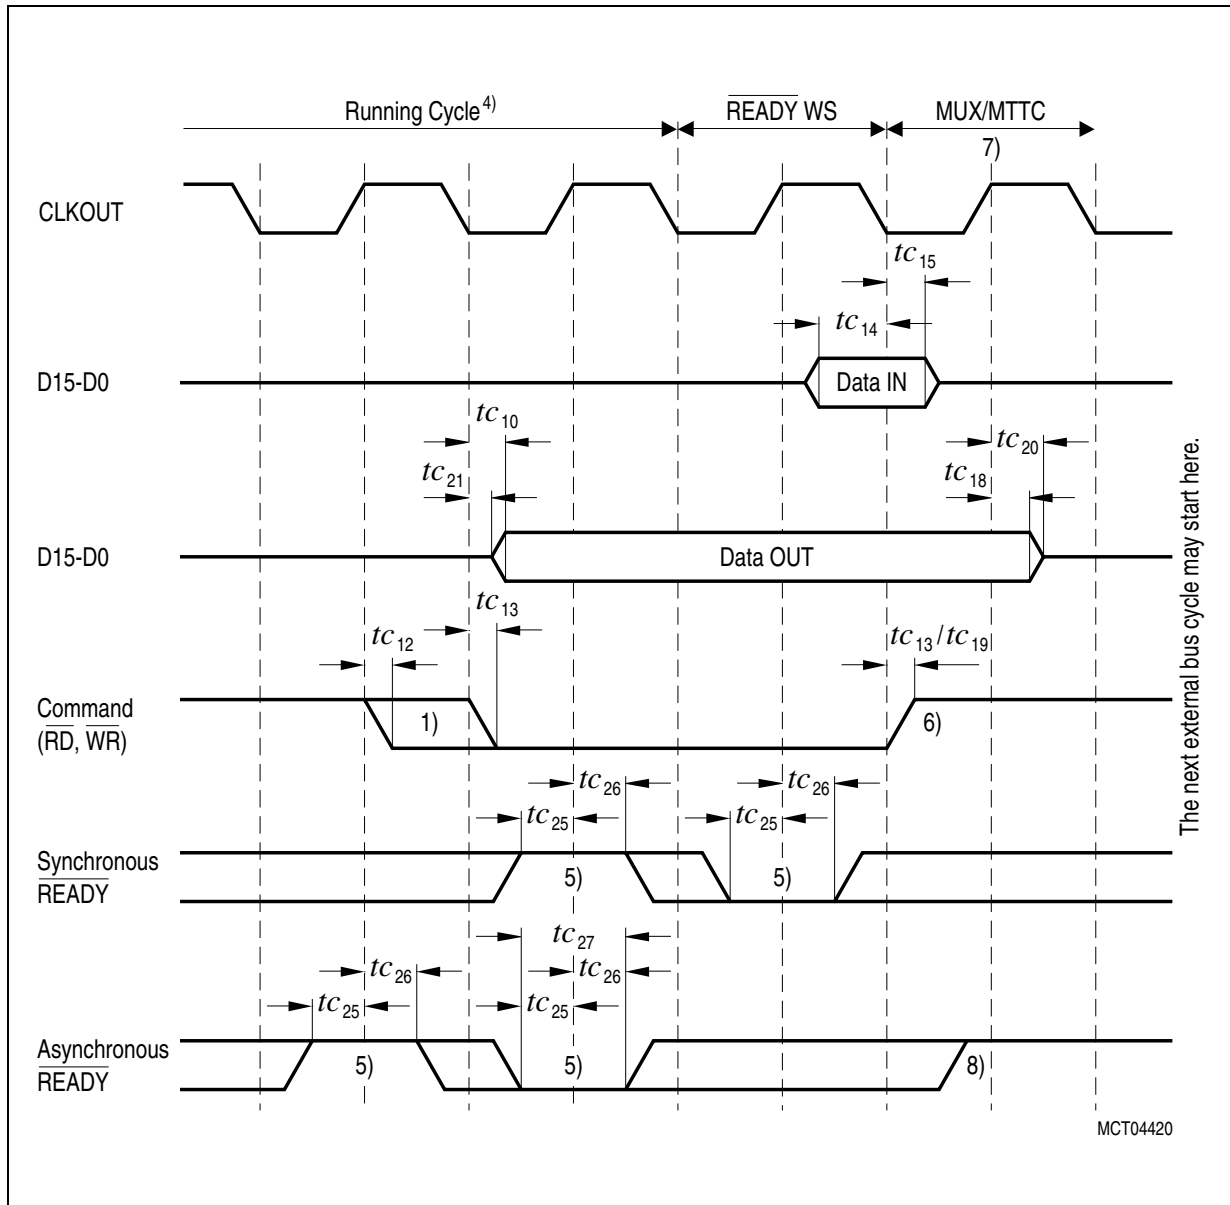 Running Cycle 4)
READY WS
MUX/MTTC
7)
CLKOUT
tc15
tc14
D15-D0
Data IN
tc10
tc20
tc21
tc18
D15-D0
Data OUT
tc13
tc12
tc13/tc19
Command
(RD, WR)
1)
6)
tc26
tc26
tc25
tc25
Synchronous
READY
5)
5)
tc27
tc26
tc26
tc25
tc25
Asynchronous
READY
5)
5)
8)
The next external bus cycle may start here.
MCT04420